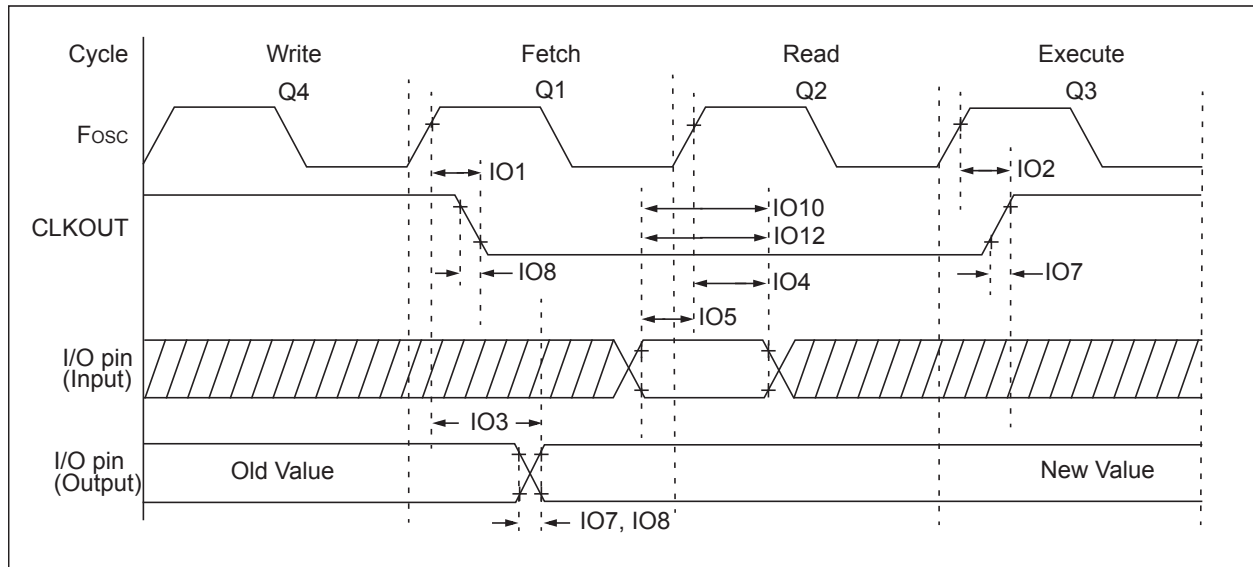 Cycle Write Fetch Read Execute
Q4 Q1 Q2 Q3
Fosc
IO1 IO2
CLKOUT
IO10
IO12
IO8 IO4 IO7
IO5
I/O pin
(Input)
IO3
I/O pin
(Output)
Old Value New Value
IO7, IO8